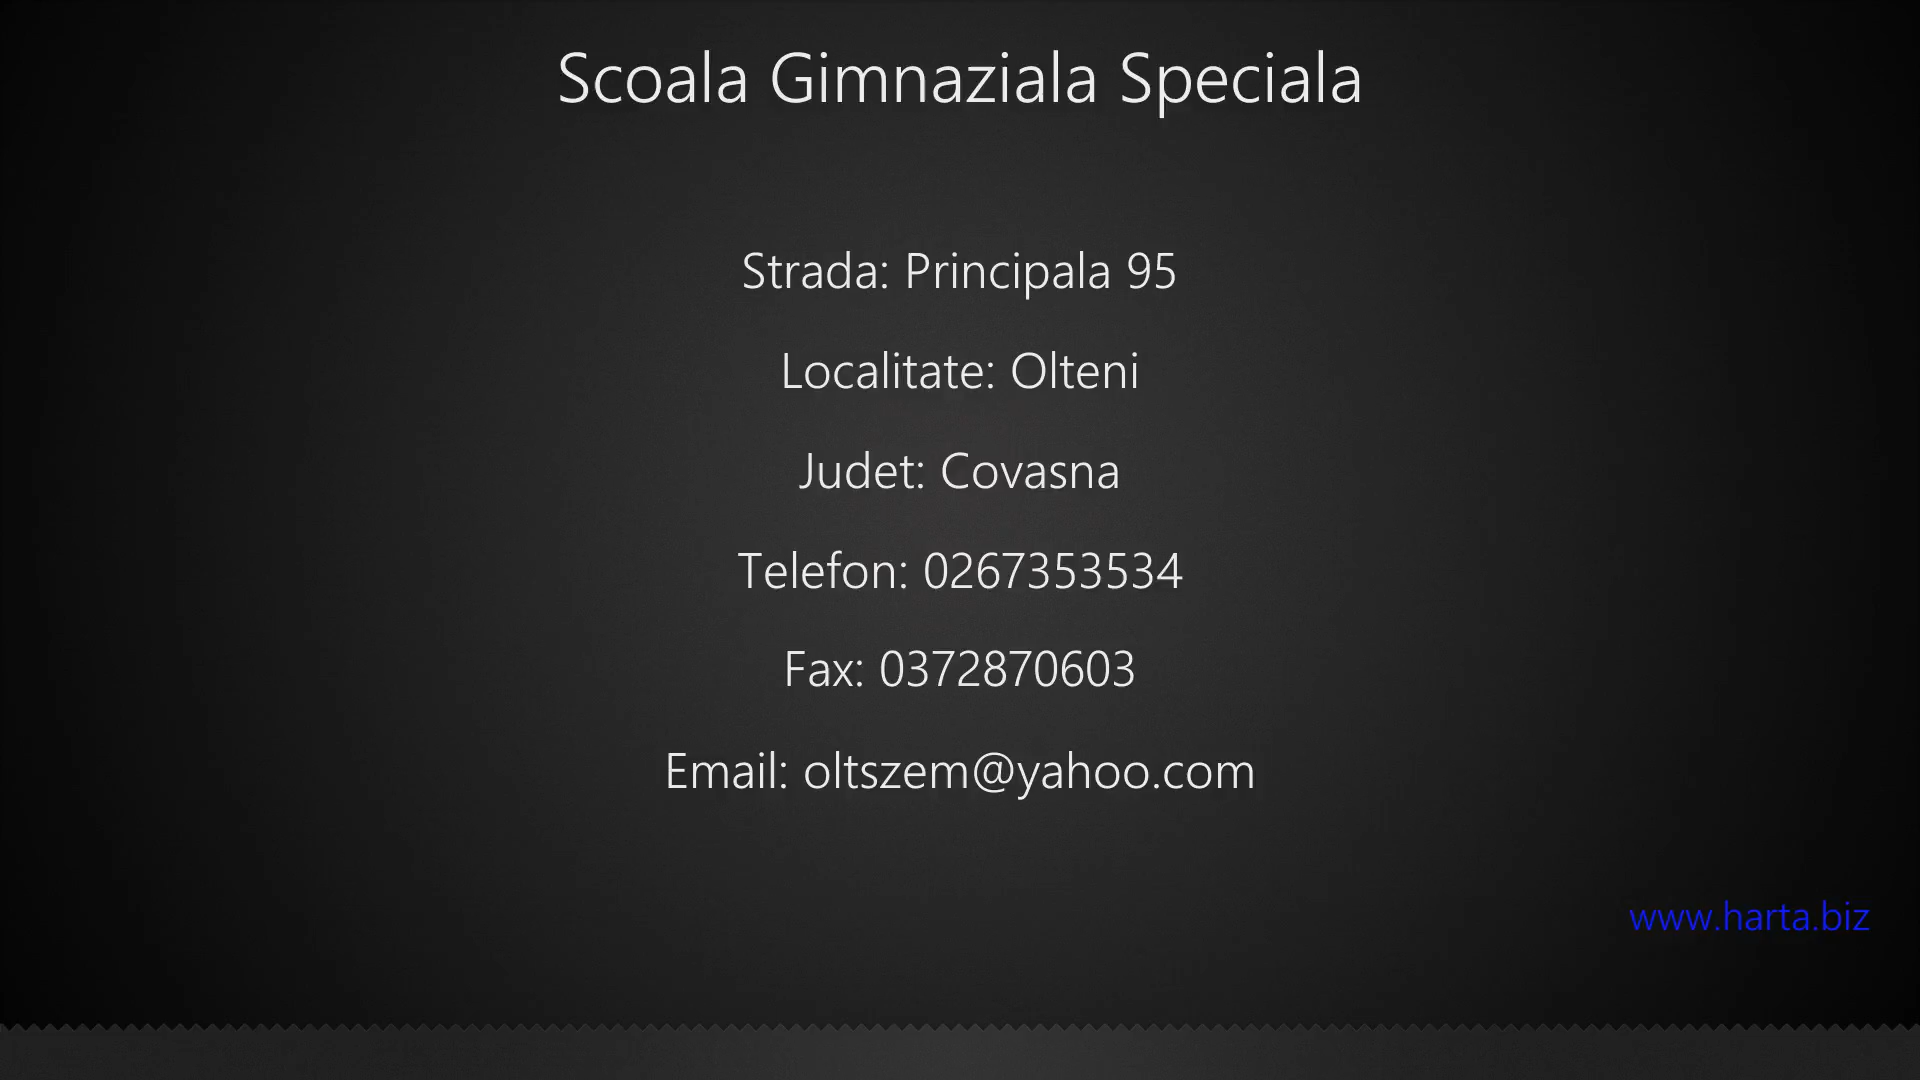 Scoala Gimnaziala Speciala
Strada: Principala 95
Localitate: Olteni
Judet: Covasna
Telefon: 0267353534
Fax: 0372870603
Email: oltszem@yahoo.com
www.harta.biz